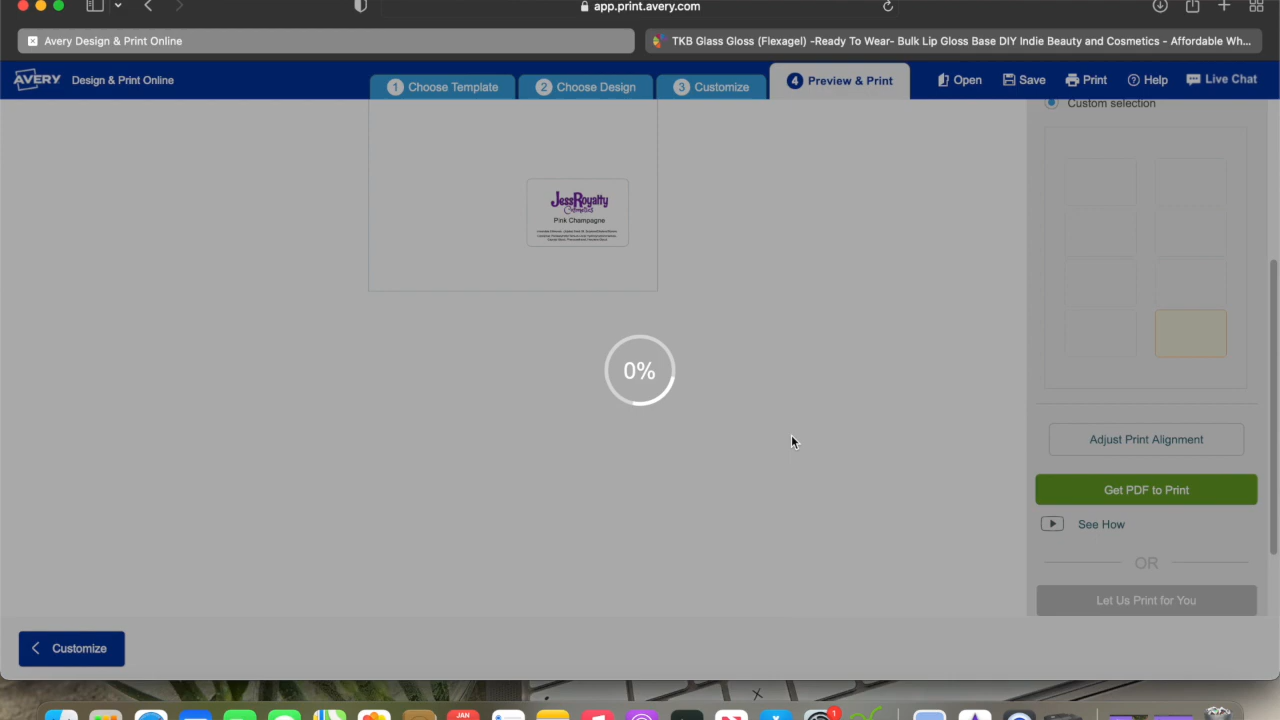 app.print.avery.com
Avery Design & Print Online
TKB Glass Gloss (Flexagel) -Ready To Wear- Bulk Lip Gloss Base DIY Indie Beauty and Cosmetics - Affordable Wh...
AVERY
Design & Print Online
1 Choose Template
2 Choose Design
3 Customize
4 Preview & Print
Open
Save
Print
Help
Live Chat
Custom selection
JessRoyalty
Cosmetics
Pink Champagne
0%
Adjust Print Alignment
Get PDF to Print
See How
OR
Let Us Print for You
Customize
JAN
1